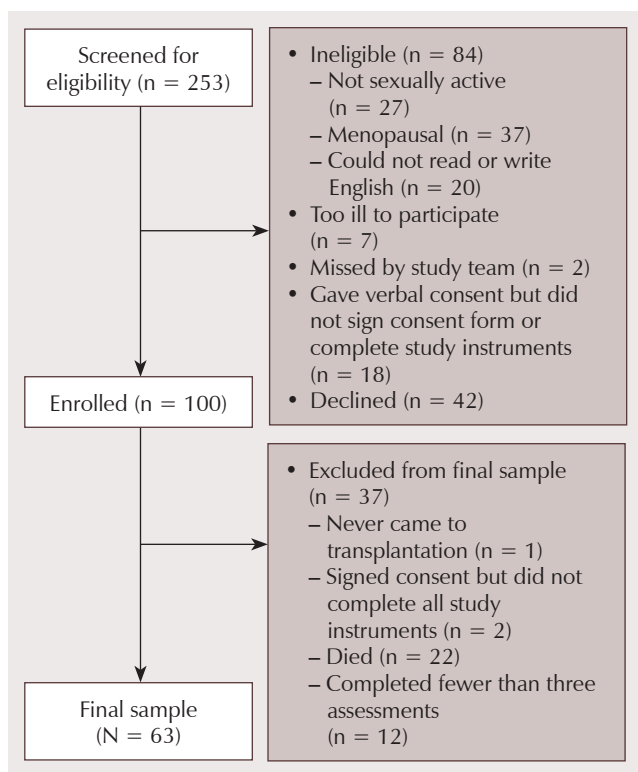 Screened for
eligibility (n = 253)
• Ineligible (n = 84)
– Not sexually active
(n = 27)
– Menopausal (n = 37)
– Could not read or write
English (n = 20)
• Too ill to participate
(n = 7)
• Missed by study team (n = 2)
• Gave verbal consent but did
not sign consent form or
complete study instruments
(n = 18)
• Declined (n = 42)
Enrolled (n = 100)
• Excluded from final sample
(n = 37)
– Never came to
transplantation (n = 1)
– Signed consent but did not
complete all study
instruments (n = 2)
– Died (n = 22)
– Completed fewer than three
assessments
(n = 12)
Final sample
(N = 63)